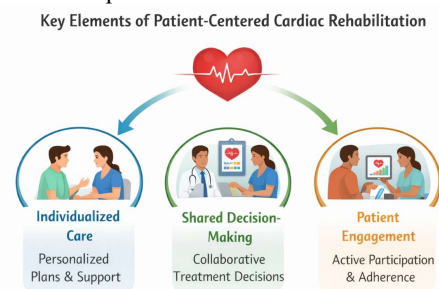 Key Elements of Patient-Centered Cardiac Rehabilitation
Individualized
Care
Personalized
Plans & Support
Shared Decision-
Making
Collaborative
Treatment Decisions
Patient
Engagement
Active Participation
& Adherence